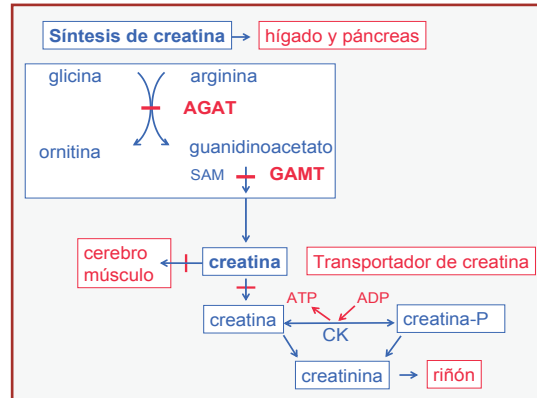 Síntesis de creatina
hígado y páncreas
glicina
arginina
AGAT
ornitina
guanidinoacetato
SAM
GAMT
cerebro
músculo
creatina
Transportador de creatina
ATP
ADP
creatina
CK
creatina-P
creatinina
riñón